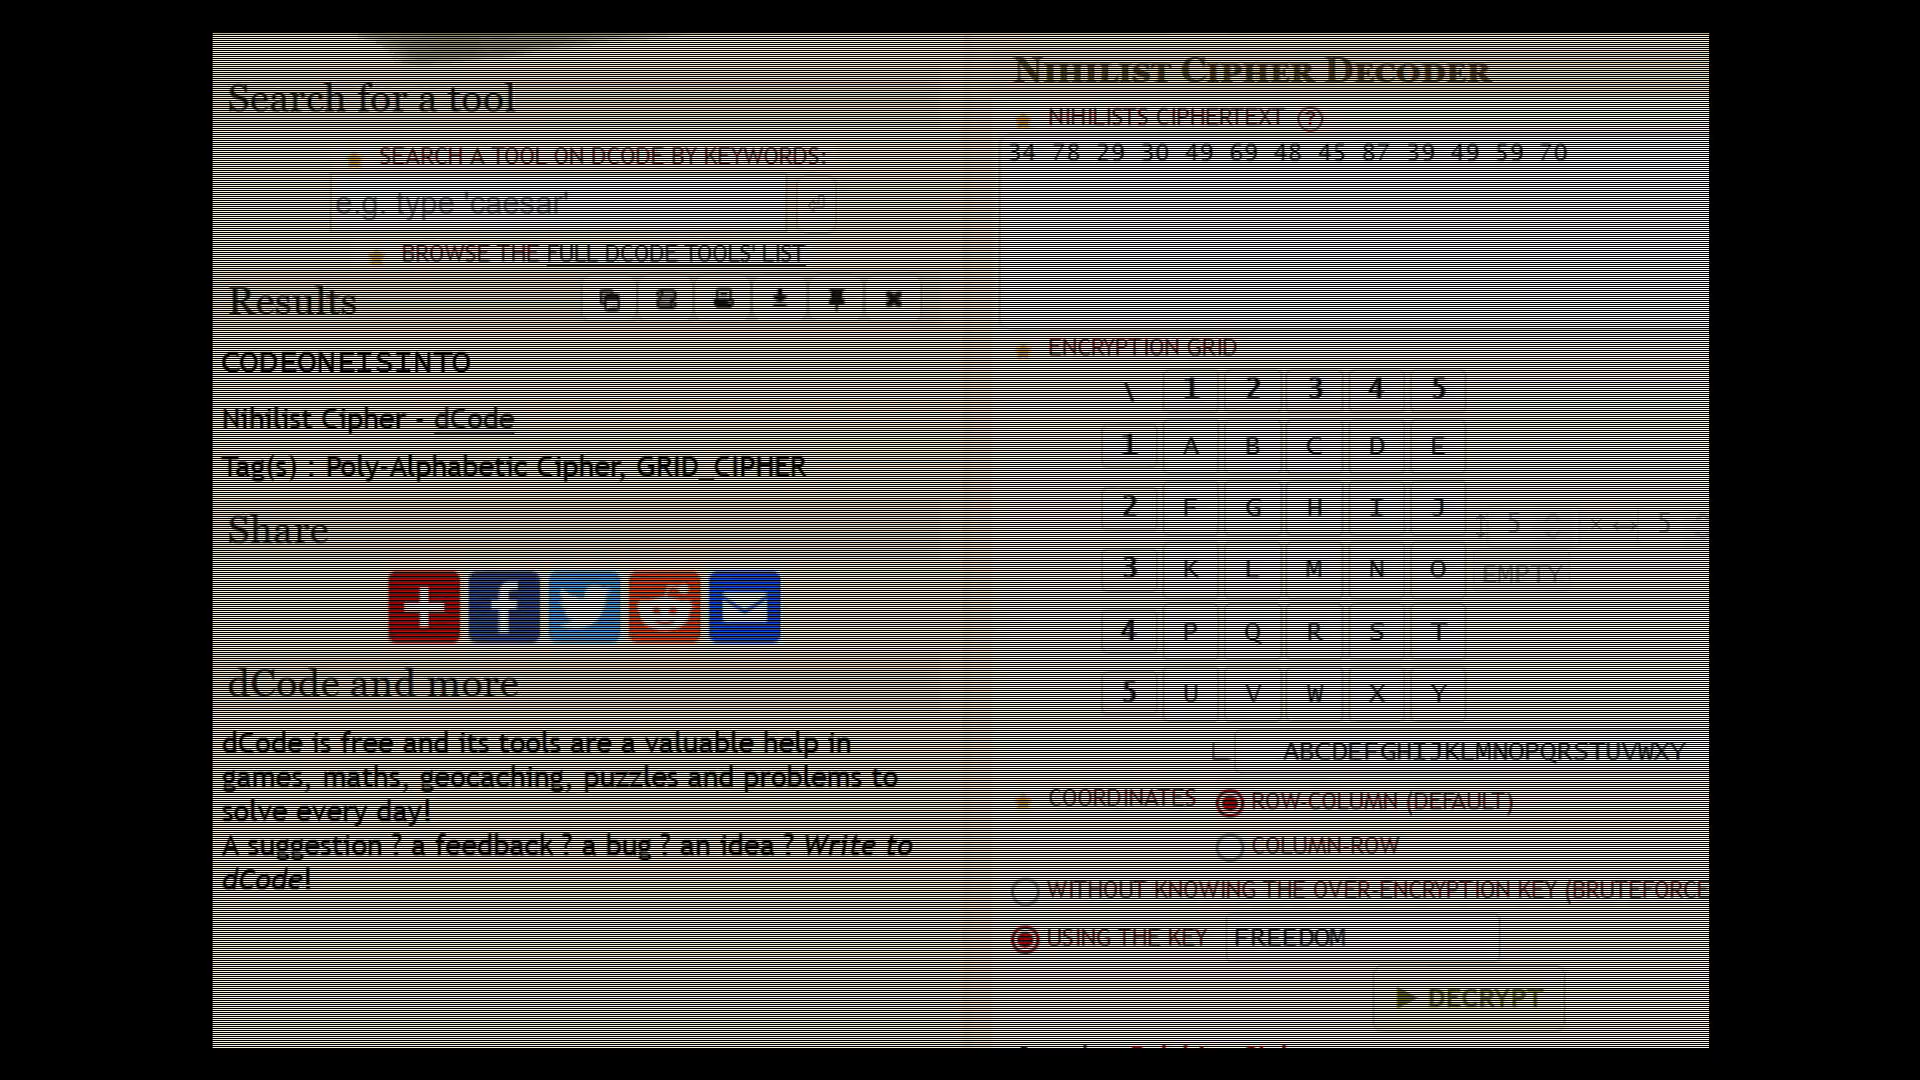 Search for a tool
SEARCH A TOOL ON DCODE BY KEYWORDS:
e.g. type 'caesar'
BROWSE THE FULL DCODE TOOLS' LIST
Results
CODEONEISINTO
Nihilist Cipher - dCode
Tag(s) : Poly-Alphabetic Cipher, GRID_CIPHER
Share
dCode and more
dCode is free and its tools are a valuable help in
games, maths, geocaching, puzzles and problems to
solve every day!
A suggestion ? a feedback ? a bug ? an idea ? Write to
dCode!
NIHILIST CIPHER DECODER
NIHILISTS CIPHERTEXT ?
34 78 29 30 49 69 48 45 87 39 49 59 70
ENCRYPTION GRID
\ 1 2 3 4 5
1 A B C D E
2 F G H I J
3 K L M N O
4 P Q R S T
5 U V W X Y
↕ 5 × ↔ 5
EMPTY
ABCDEFGHIJKLMNOPQRSTUVWXY
COORDINATES ROW-COLUMN (DEFAULT)
COLUMN-ROW
WITHOUT KNOWING THE OVER-ENCRYPTION KEY (BRUTEFORCE
USING THE KEY FREEDOM
▶ DECRYPT